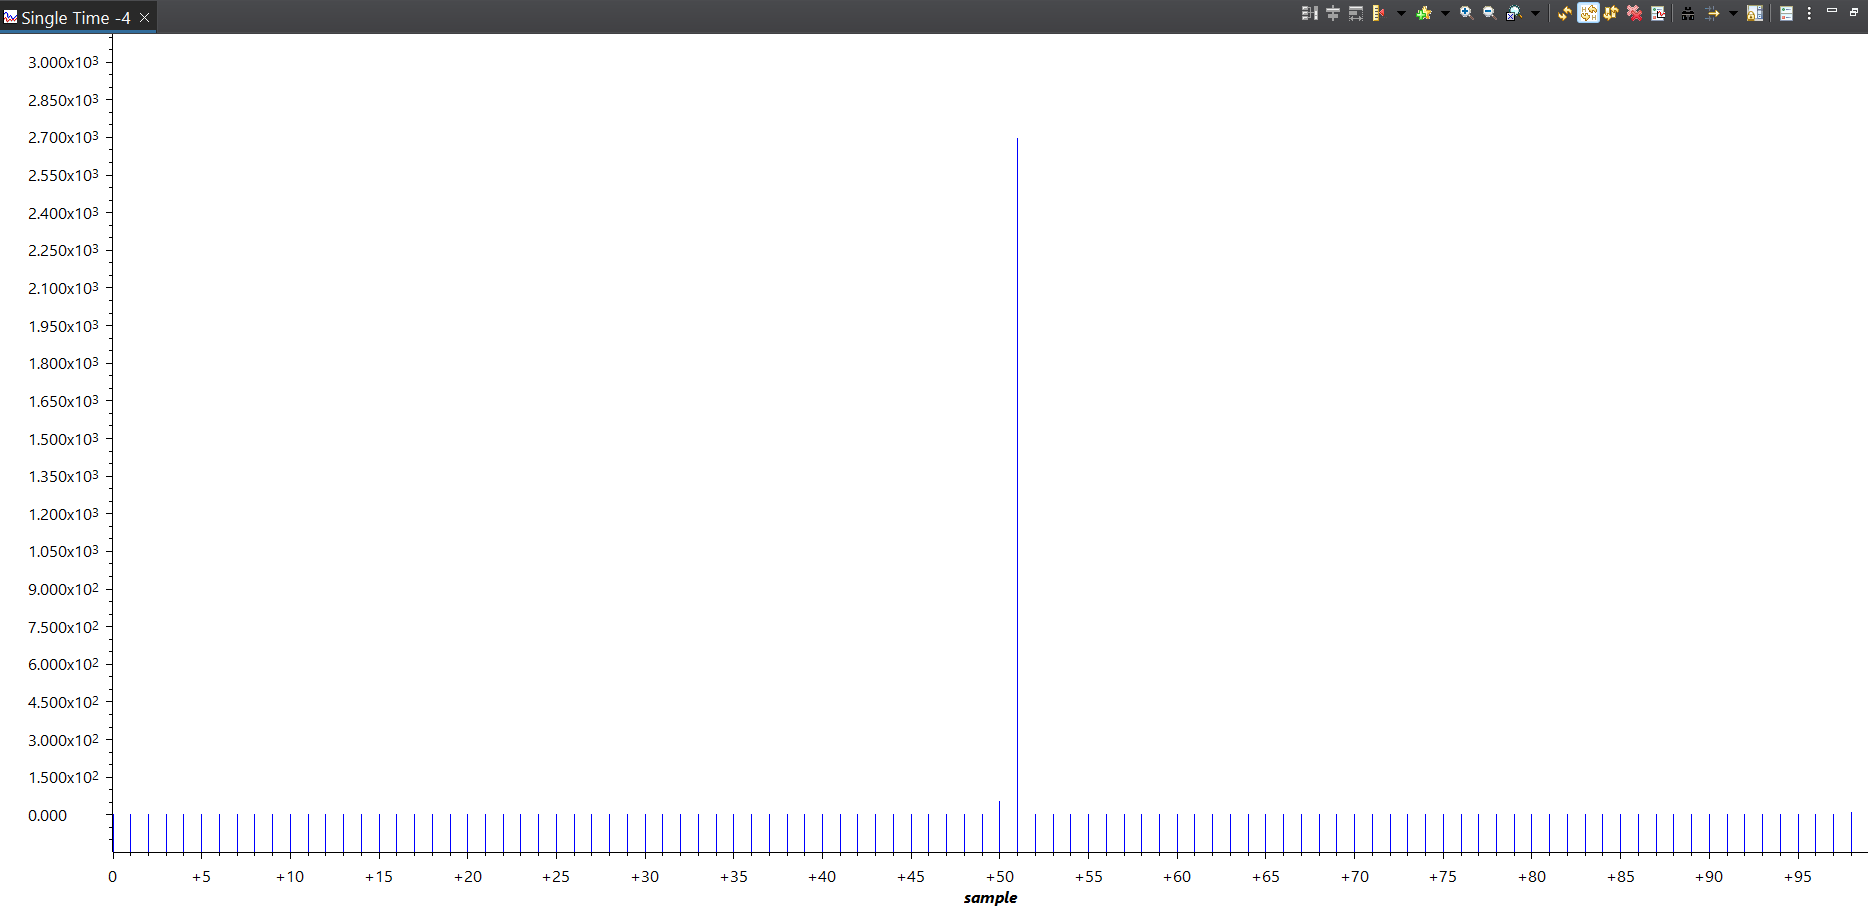 Single Time -4
3.000x10³
2.850x10³
2.700x10³
2.550x10³
2.400x10³
2.250x10³
2.100x10³
1.950x10³
1.800x10³
1.650x10³
1.500x10³
1.350x10³
1.200x10³
1.050x10³
9.000x10²
7.500x10²
6.000x10²
4.500x10²
3.000x10²
1.500x10²
0.000
0 +5 +10 +15 +20 +25 +30 +35 +40 +45 +50 +55 +60 +65 +70 +75 +80 +85 +90 +95
sample